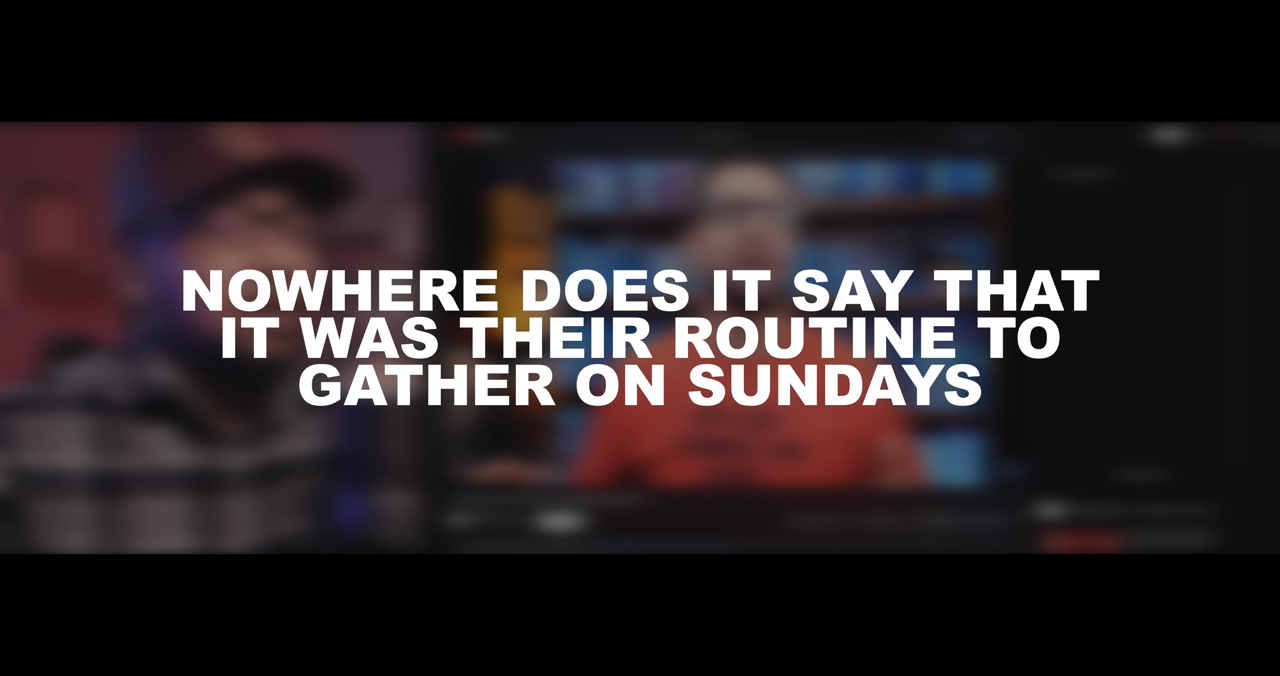 NOWHERE DOES IT SAY THAT
IT WAS THEIR ROUTINE TO
GATHER ON SUNDAYS